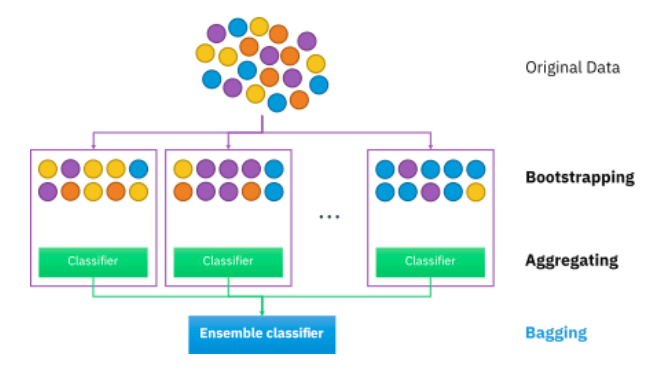 Original Data
Bootstrapping
...
Classifier
Classifier
Classifier
Aggregating
Ensemble classifier
Bagging